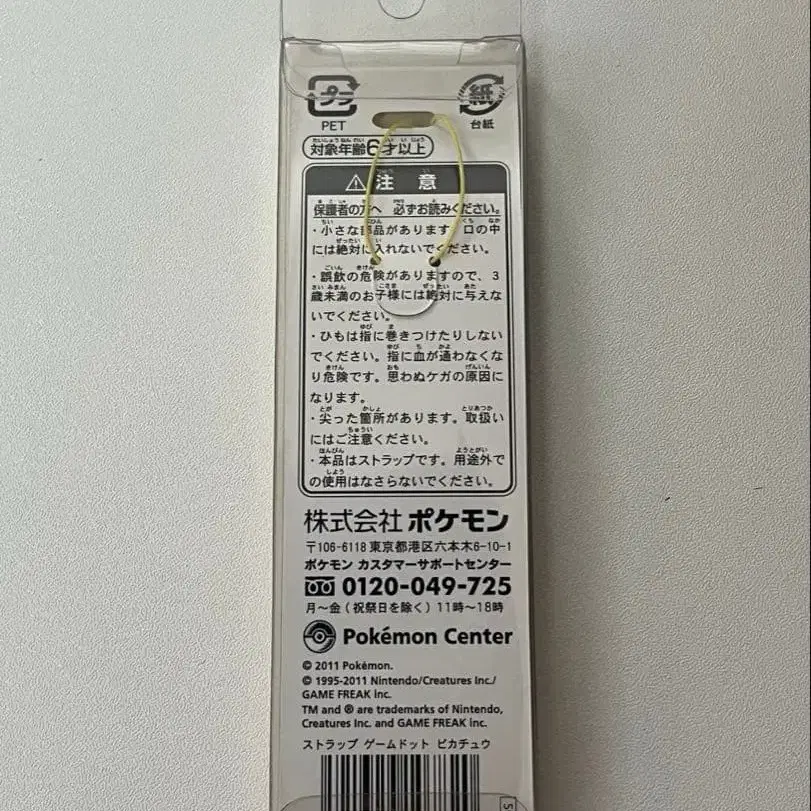 プラ 紙
PET 台紙
対象年齢6才以上
⚠注意
保護者の方へ 必ずお読みください。
・小さな部品があります。口の中
には絶対に入れないでください。
・誤飲の危険がありますので、3
歳未満のお子様には絶対に与えな
いでください。
・ひもは指に巻きつけたりしない
でください。指に血が通わなくな
り危険です。思わぬケガの原因に
なります。
・尖った箇所があります。取扱い
にはご注意ください。
・本品はストラップです。用途外で
の使用はなさらないでください。
株式会社ポケモン
〒106-6118 東京都港区六本木6-10-1
ポケモン カスタマーサポートセンター
0120-049-725
月〜金(祝祭日を除く)11時〜18時
Pokémon Center
© 2011 Pokémon.
© 1995-2011 Nintendo/Creatures Inc./
GAME FREAK inc.
TM and ® are trademarks of Nintendo,
Creatures Inc. and GAME FREAK inc.
ストラップ ゲームドット ピカチュウ
5